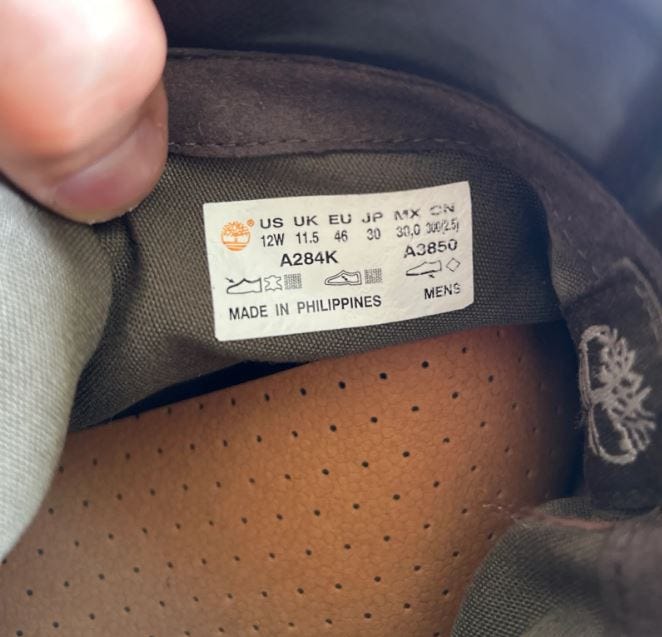 US UK EU JP MX CN
12W 11.5 46 30 30,0 300(2.5)
A284K A3850
MADE IN PHILIPPINES MENS